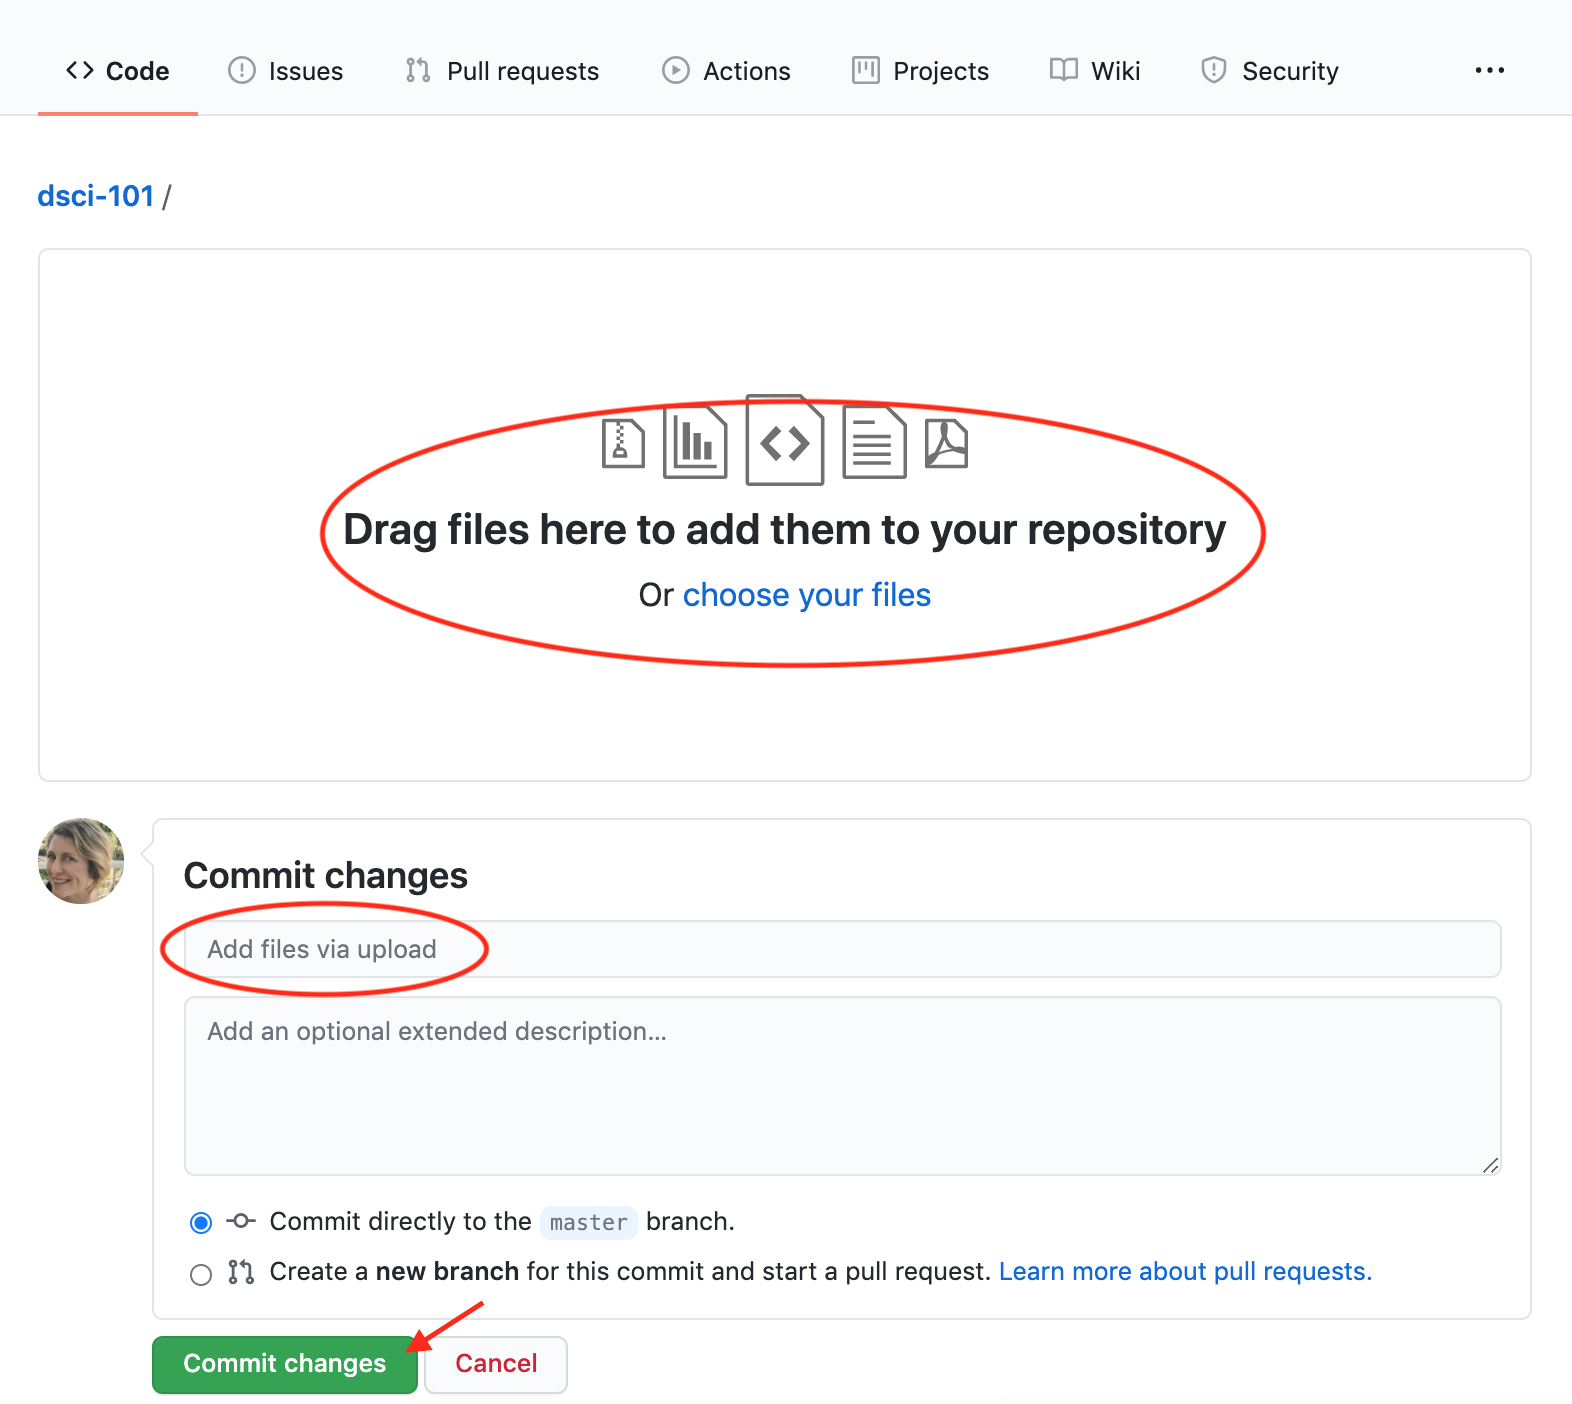 Code Issues Pull requests Actions Projects Wiki Security
dsci-101 /
Drag files here to add them to your repository
Or choose your files
Commit changes
Add files via upload
Add an optional extended description...
Commit directly to the master branch.
Create a new branch for this commit and start a pull request. Learn more about pull requests.
Commit changes Cancel